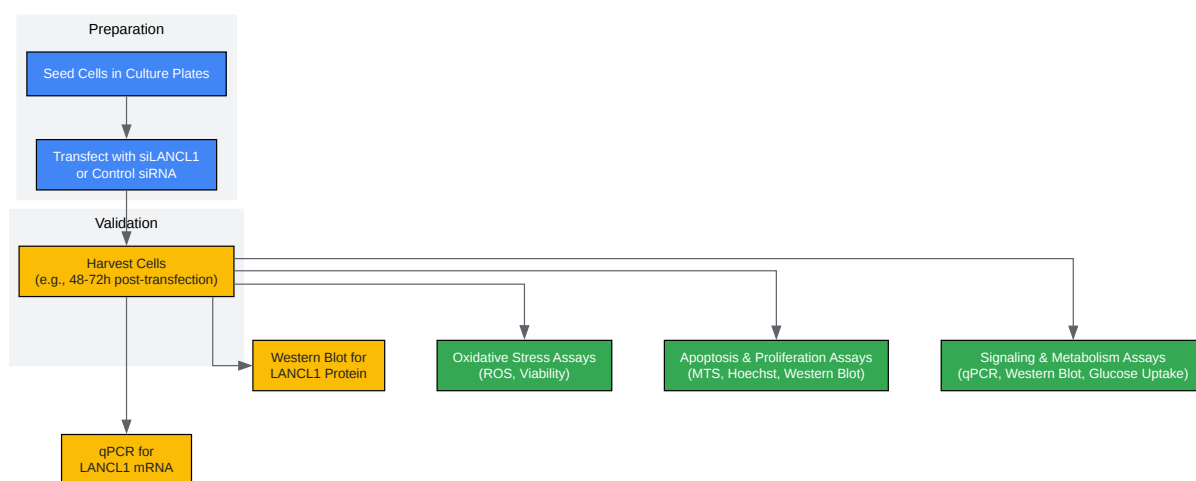 Preparation
Seed Cells in Culture Plates
Transfect with siLANCL1
or Control siRNA
Validation
Harvest Cells
(e.g., 48-72h post-transfection)
Western Blot for
LANCL1 Protein
Oxidative Stress Assays
(ROS, Viability)
Apoptosis & Proliferation Assays
(MTS, Hoechst, Western Blot)
Signaling & Metabolism Assays
(qPCR, Western Blot, Glucose Uptake)
qPCR for
LANCL1 mRNA